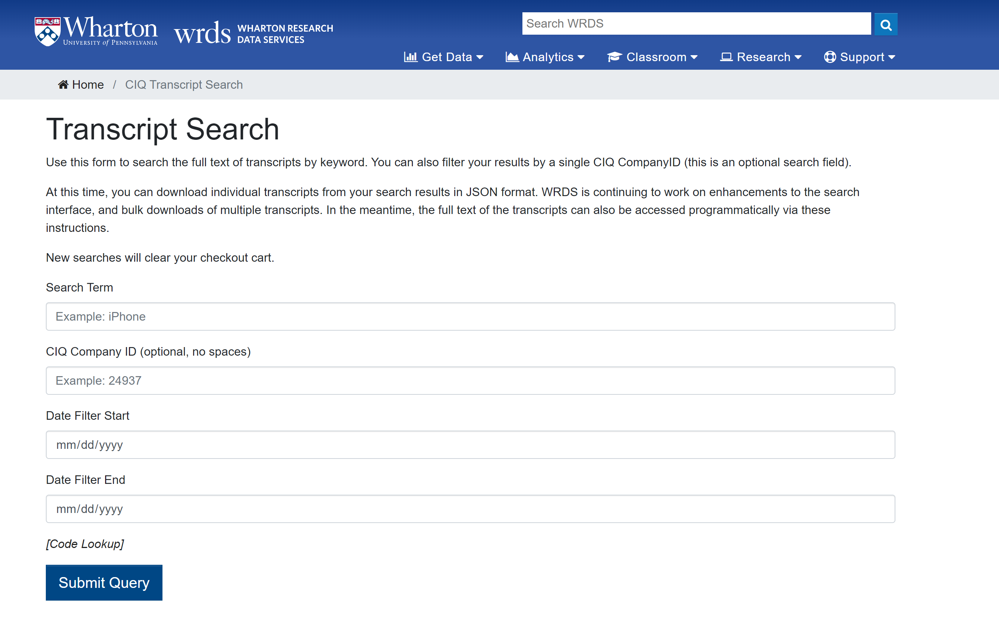 Wharton
UNIVERSITY of PENNSYLVANIA
wrds
WHARTON RESEARCH
DATA SERVICES
Search WRDS
Get Data
Analytics
Classroom
Research
Support
Home / CIQ Transcript Search
Transcript Search
Use this form to search the full text of transcripts by keyword. You can also filter your results by a single CIQ CompanyID (this is an optional search field).
At this time, you can download individual transcripts from your search results in JSON format. WRDS is continuing to work on enhancements to the search
interface, and bulk downloads of multiple transcripts. In the meantime, the full text of the transcripts can also be accessed programmatically via these
instructions.
New searches will clear your checkout cart.
Search Term
Example: iPhone
CIQ Company ID (optional, no spaces)
Example: 24937
Date Filter Start
mm/dd/yyyy
Date Filter End
mm/dd/yyyy
[Code Lookup]
Submit Query